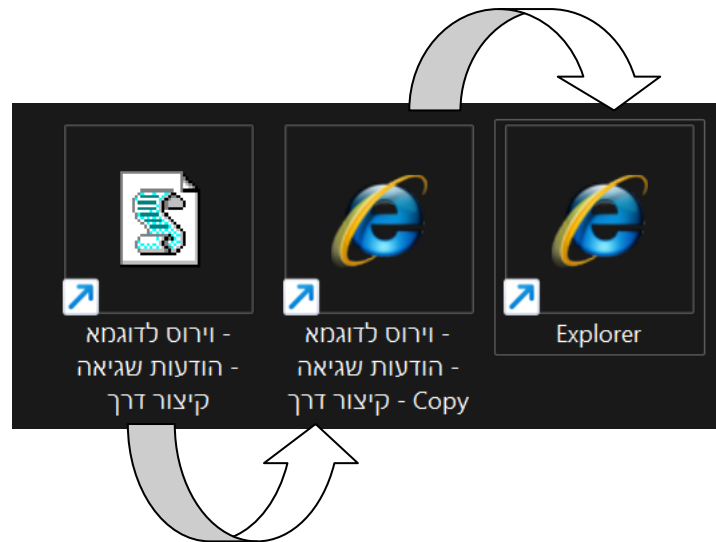 וירוס לדוגמא -
הודעות שגיאה -
קיצור דרך
וירוס לדוגמא -
הודעות שגיאה -
קיצור דרך - Copy
Explorer